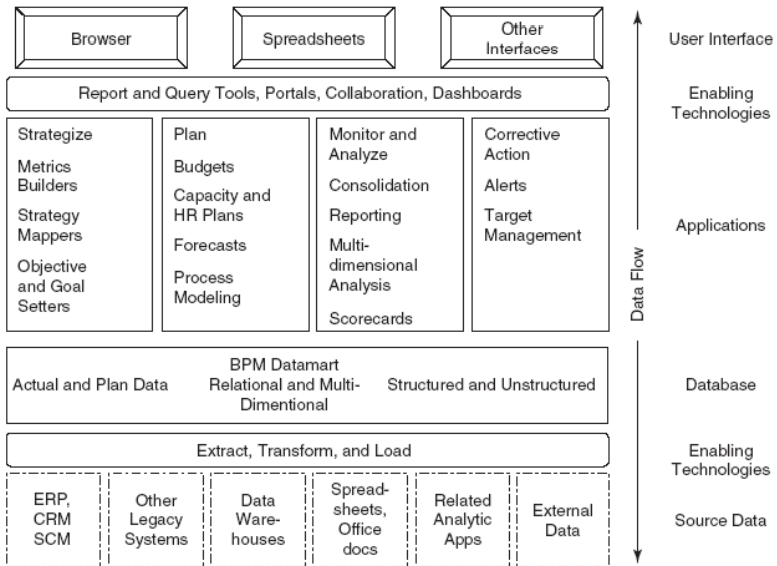 Browser
Spreadsheets
Other
Interfaces
User Interface
Report and Query Tools, Portals, Collaboration, Dashboards
Enabling
Technologies
Strategize
Metrics
Builders
Strategy
Mappers
Objective
and Goal
Setters
Plan
Budgets
Capacity and
HR Plans
Forecasts
Process
Modeling
Monitor and
Analyze
Consolidation
Reporting
Multi-
dimensional
Analysis
Scorecards
Corrective
Action
Alerts
Target
Management
Data Flow
Applications
Actual and Plan Data
BPM Datamart
Relational and Multi-
Dimentional
Structured and Unstructured
Database
Extract, Transform, and Load
Enabling
Technologies
ERP,
CRM
SCM
Other
Legacy
Systems
Data
Ware-
houses
Spread-
sheets,
Office
docs
Related
Analytic
Apps
External
Data
Source Data